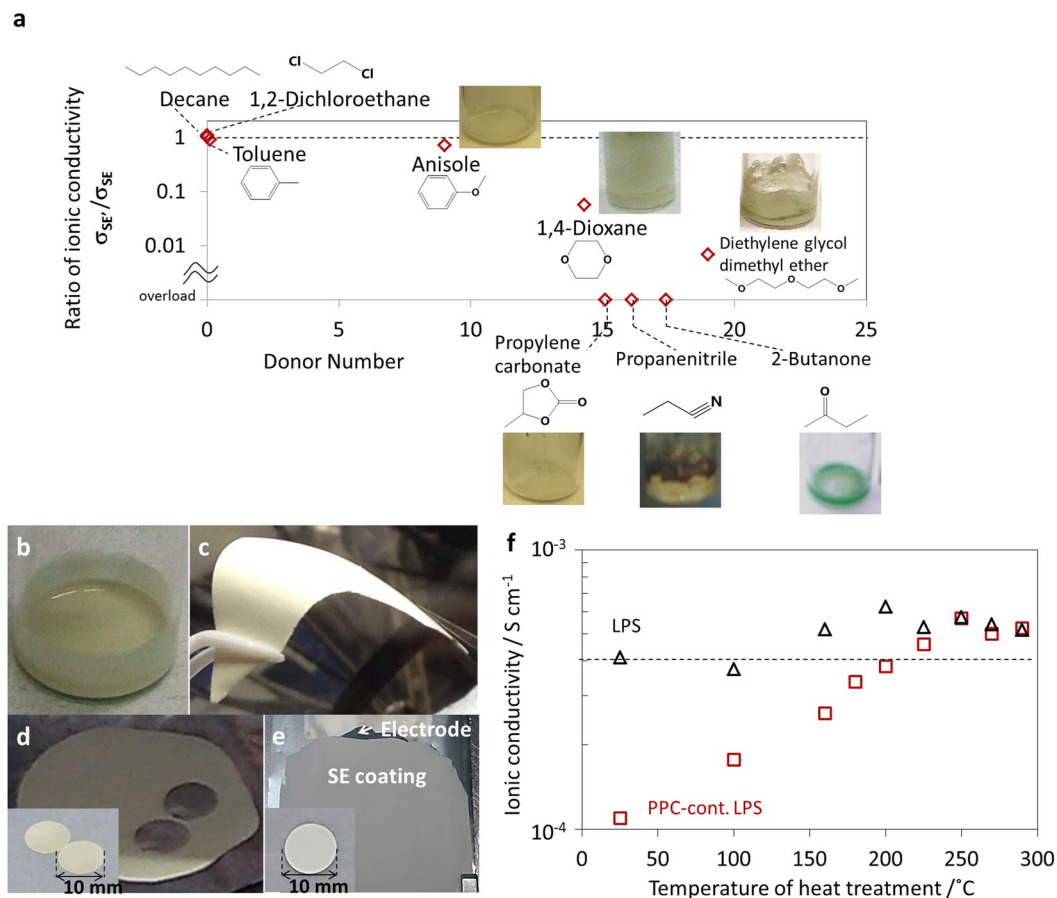 a
Cl
Cl
Decane
1,2-Dichloroethane
Ratio of ionic conductivity
σSE'/σSE
1
0.1
0.01
overload
Toluene
Anisole
O
1,4-Dioxane
O
O
Diethylene glycol
dimethyl ether
O
O
O
0
5
10
15
20
25
Donor Number
Propylene
carbonate
Propanenitrile
2-Butanone
O
O
O
N
O
b
c
d
10 mm
e
Electrode
SE coating
10 mm
f
Ionic conductivity / S cm⁻¹
10⁻³
10⁻⁴
LPS
PPC-cont. LPS
0
50
100
150
200
250
300
Temperature of heat treatment /˚C